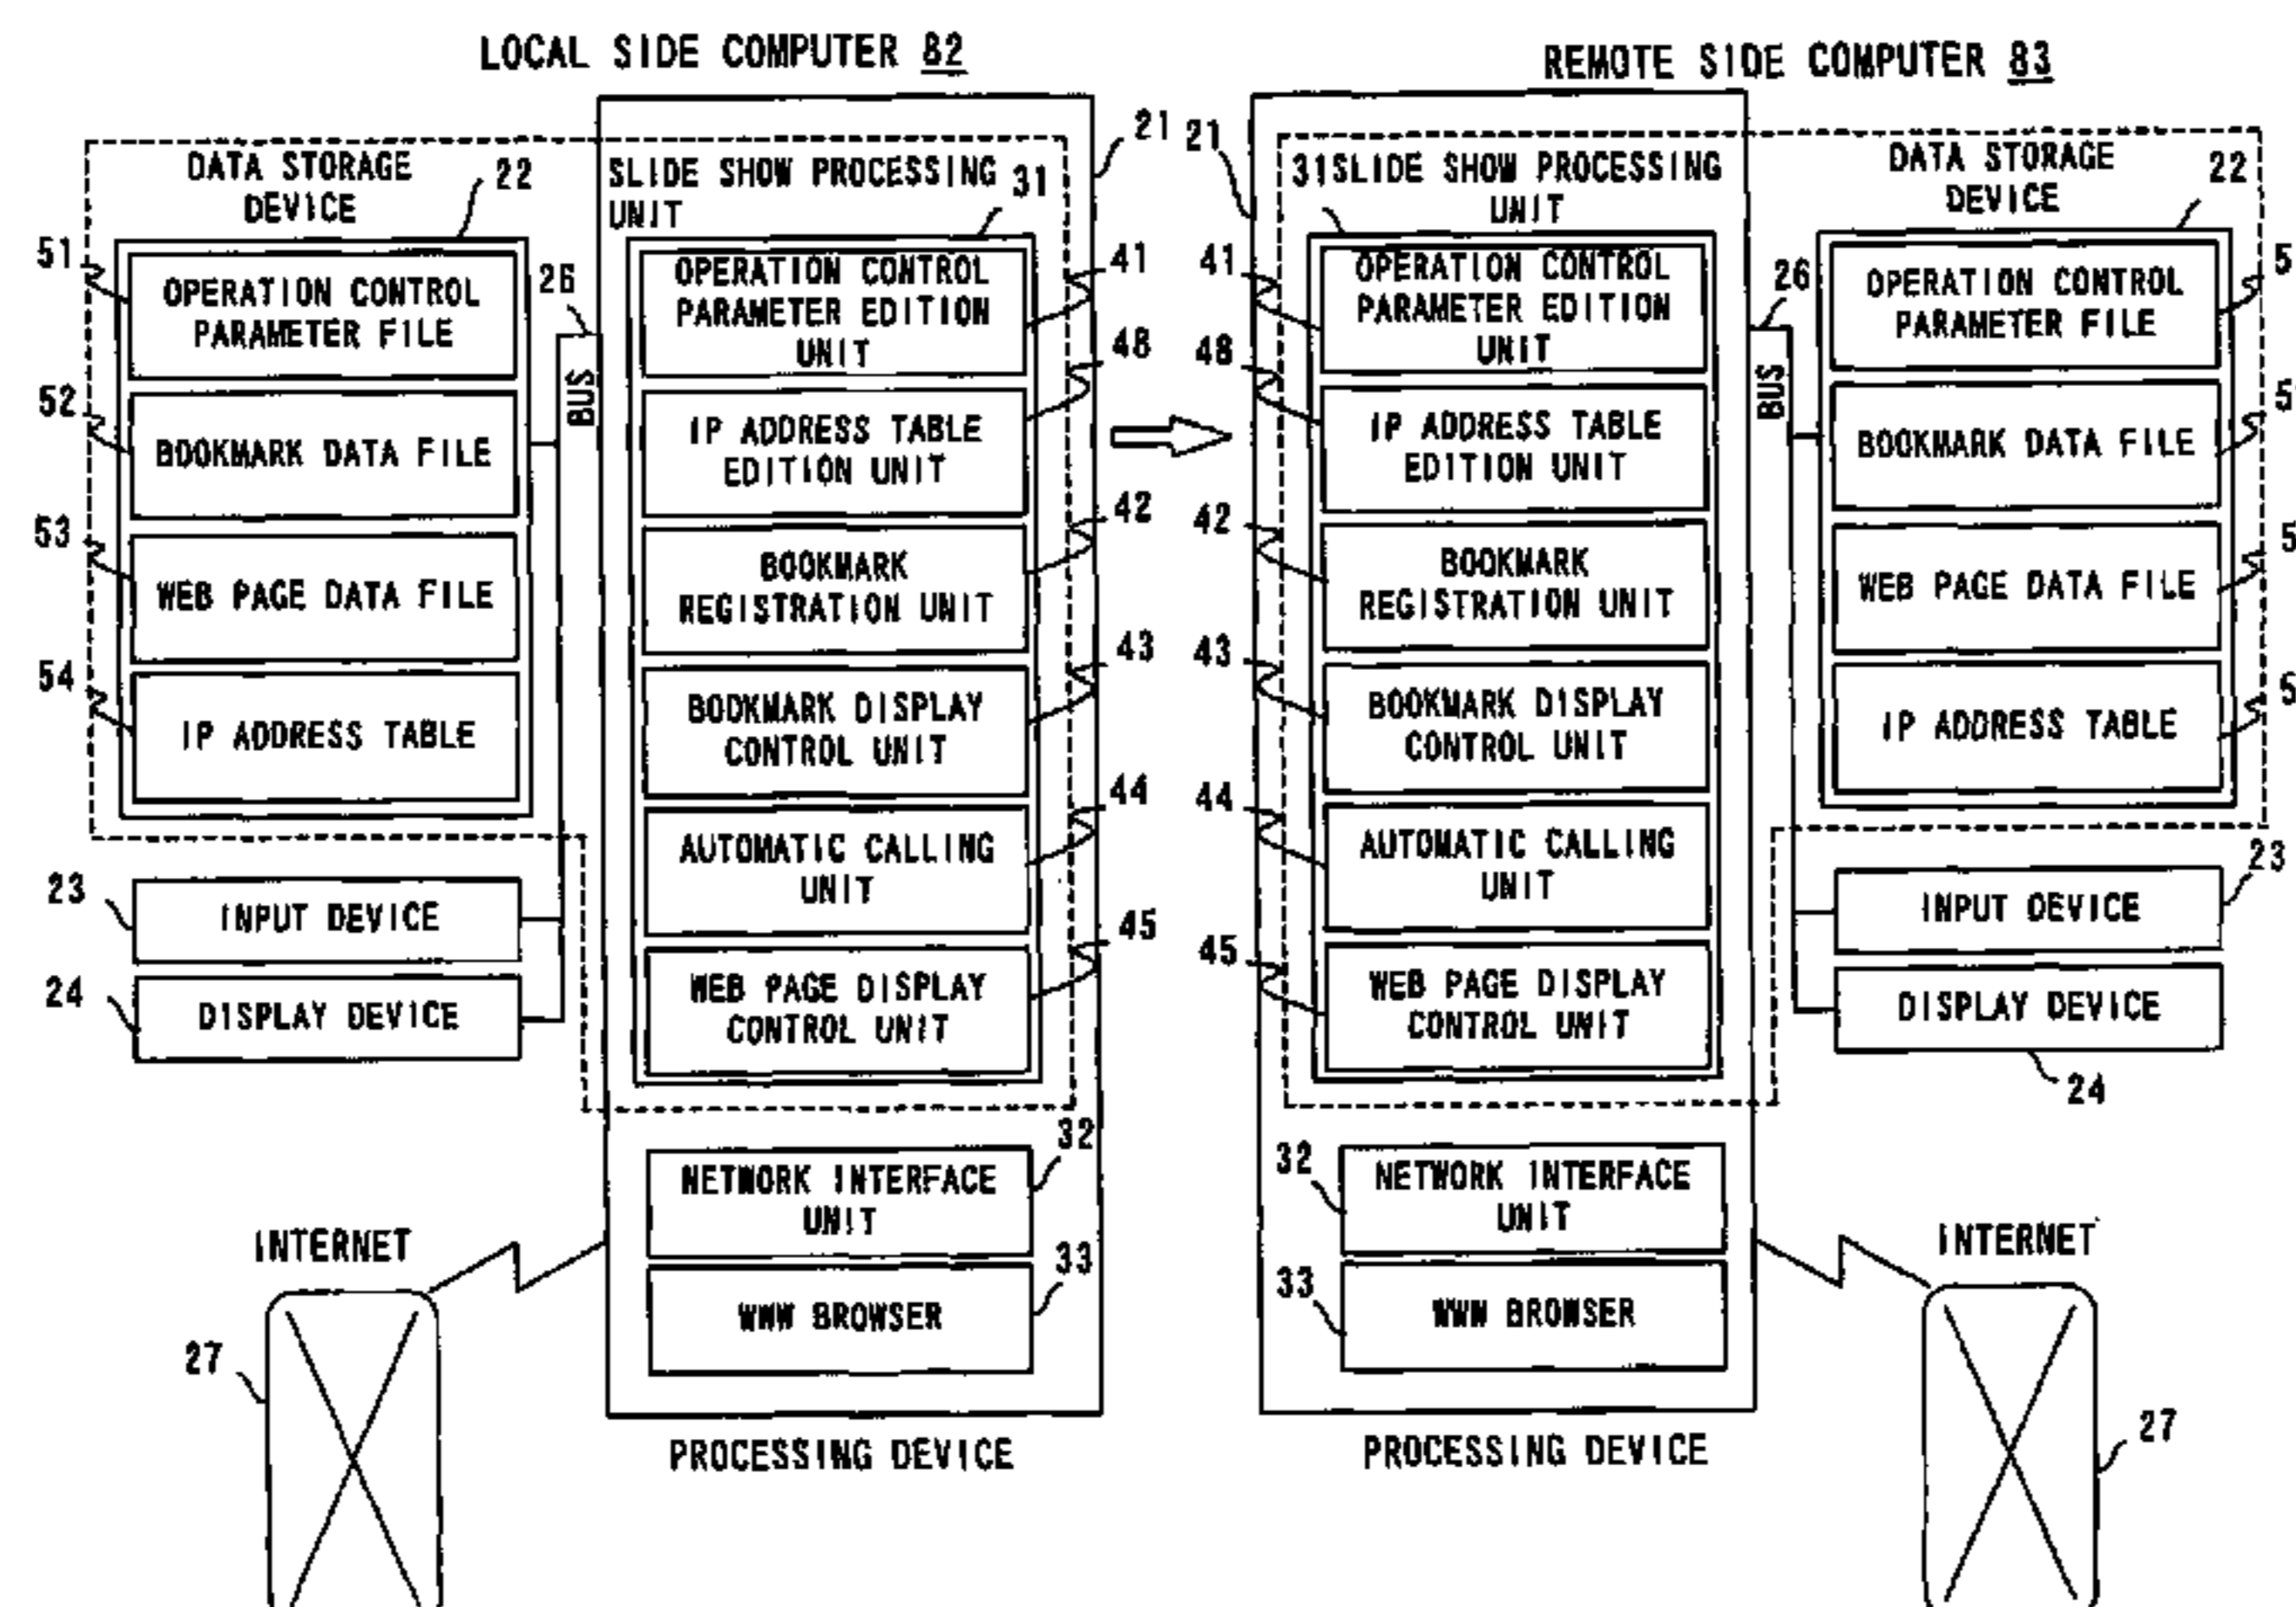 LOCAL SIDE COMPUTER 82
DATA STORAGE
DEVICE
22
SLIDE SHOW PROCESSING
UNIT
31
21
51
OPERATION CONTROL
PARAMETER FILE
52
BOOKMARK DATA FILE
53
WEB PAGE DATA FILE
54
IP ADDRESS TABLE
26
BUS
OPERATION CONTROL
PARAMETER EDITION
UNIT
41
IP ADDRESS TABLE
EDITION UNIT
48
BOOKMARK
REGISTRATION UNIT
42
BOOKMARK DISPLAY
CONTROL UNIT
43
AUTOMATIC CALLING
UNIT
44
WEB PAGE DISPLAY
CONTROL UNIT
45
23
INPUT DEVICE
24
DISPLAY DEVICE
NETWORK INTERFACE
UNIT
32
WWW BROWSER
33
INTERNET
27
PROCESSING DEVICE
REMOTE SIDE COMPUTER 83
21
31
SLIDE SHOW PROCESSING
UNIT
DATA STORAGE
DEVICE
22
41
OPERATION CONTROL
PARAMETER EDITION
UNIT
48
IP ADDRESS TABLE
EDITION UNIT
42
BOOKMARK
REGISTRATION UNIT
43
BOOKMARK DISPLAY
CONTROL UNIT
44
AUTOMATIC CALLING
UNIT
45
WEB PAGE DISPLAY
CONTROL UNIT
26
BUS
OPERATION CONTROL
PARAMETER FILE
5
BOOKMARK DATA FILE
5
WEB PAGE DATA FILE
5
IP ADDRESS TABLE
5
INPUT DEVICE
23
DISPLAY DEVICE
24
32
NETWORK INTERFACE
UNIT
33
WWW BROWSER
INTERNET
27
PROCESSING DEVICE